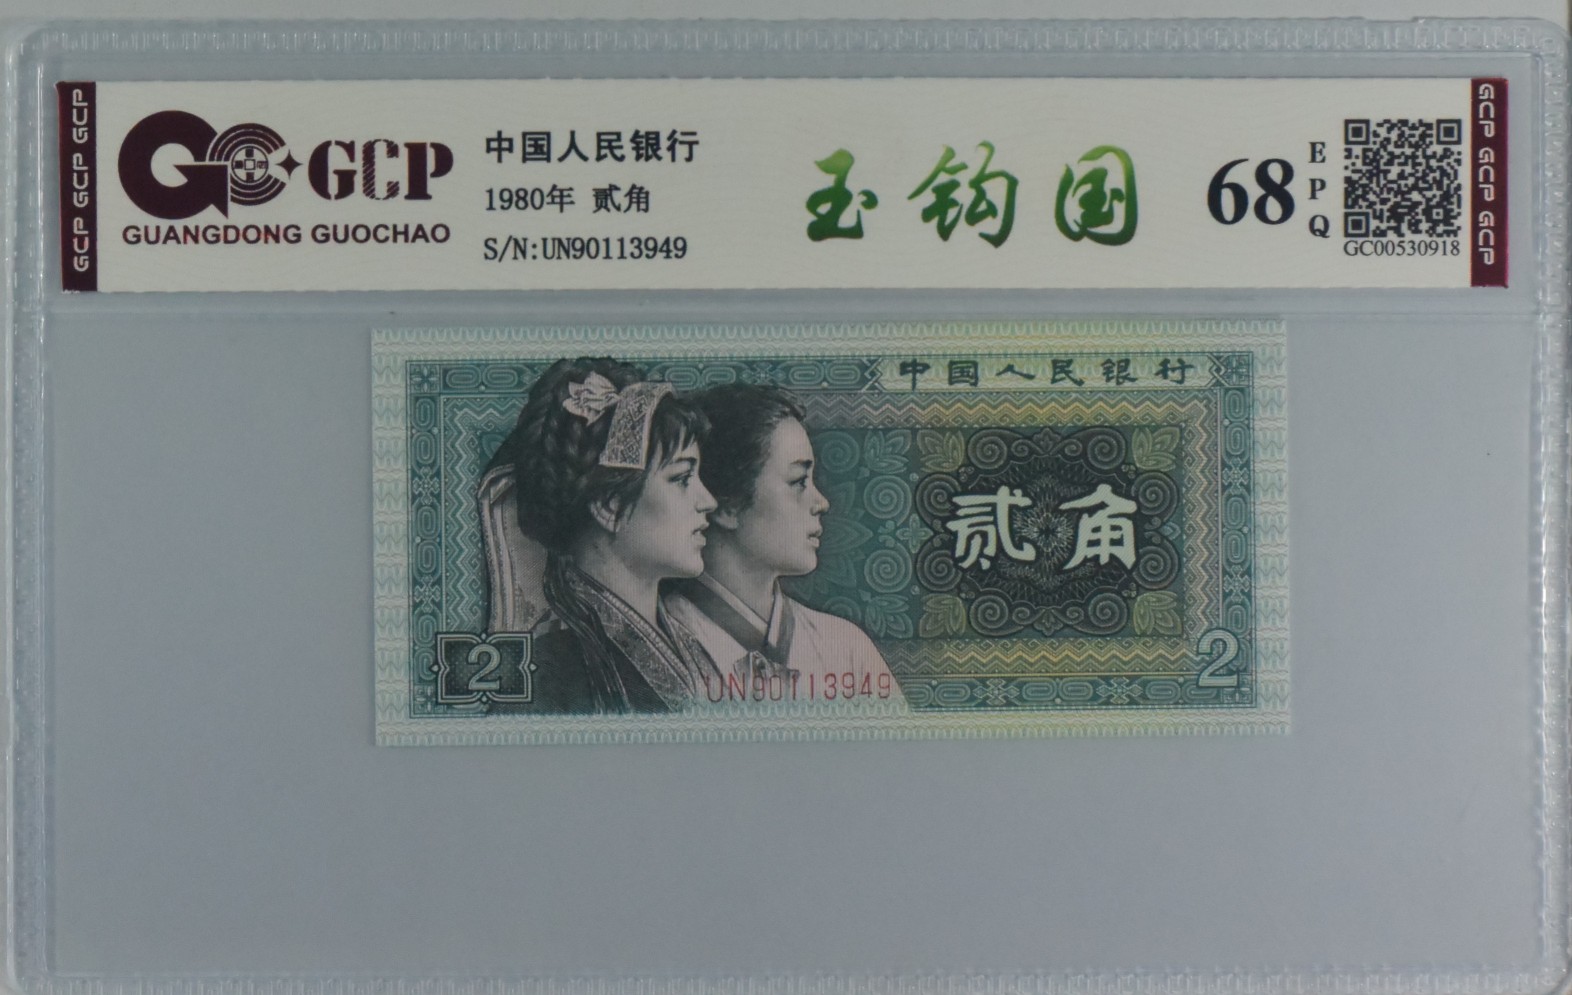 GCP GCP GCP
GCP
GUANGDONG GUOCHAO
中国人民银行
1980年 贰角
S/N:UN90113949
玉钩国
68
EPQ
GC00530918
GCP GCP GCP
中国人民银行
贰角
2
2
UN90113949